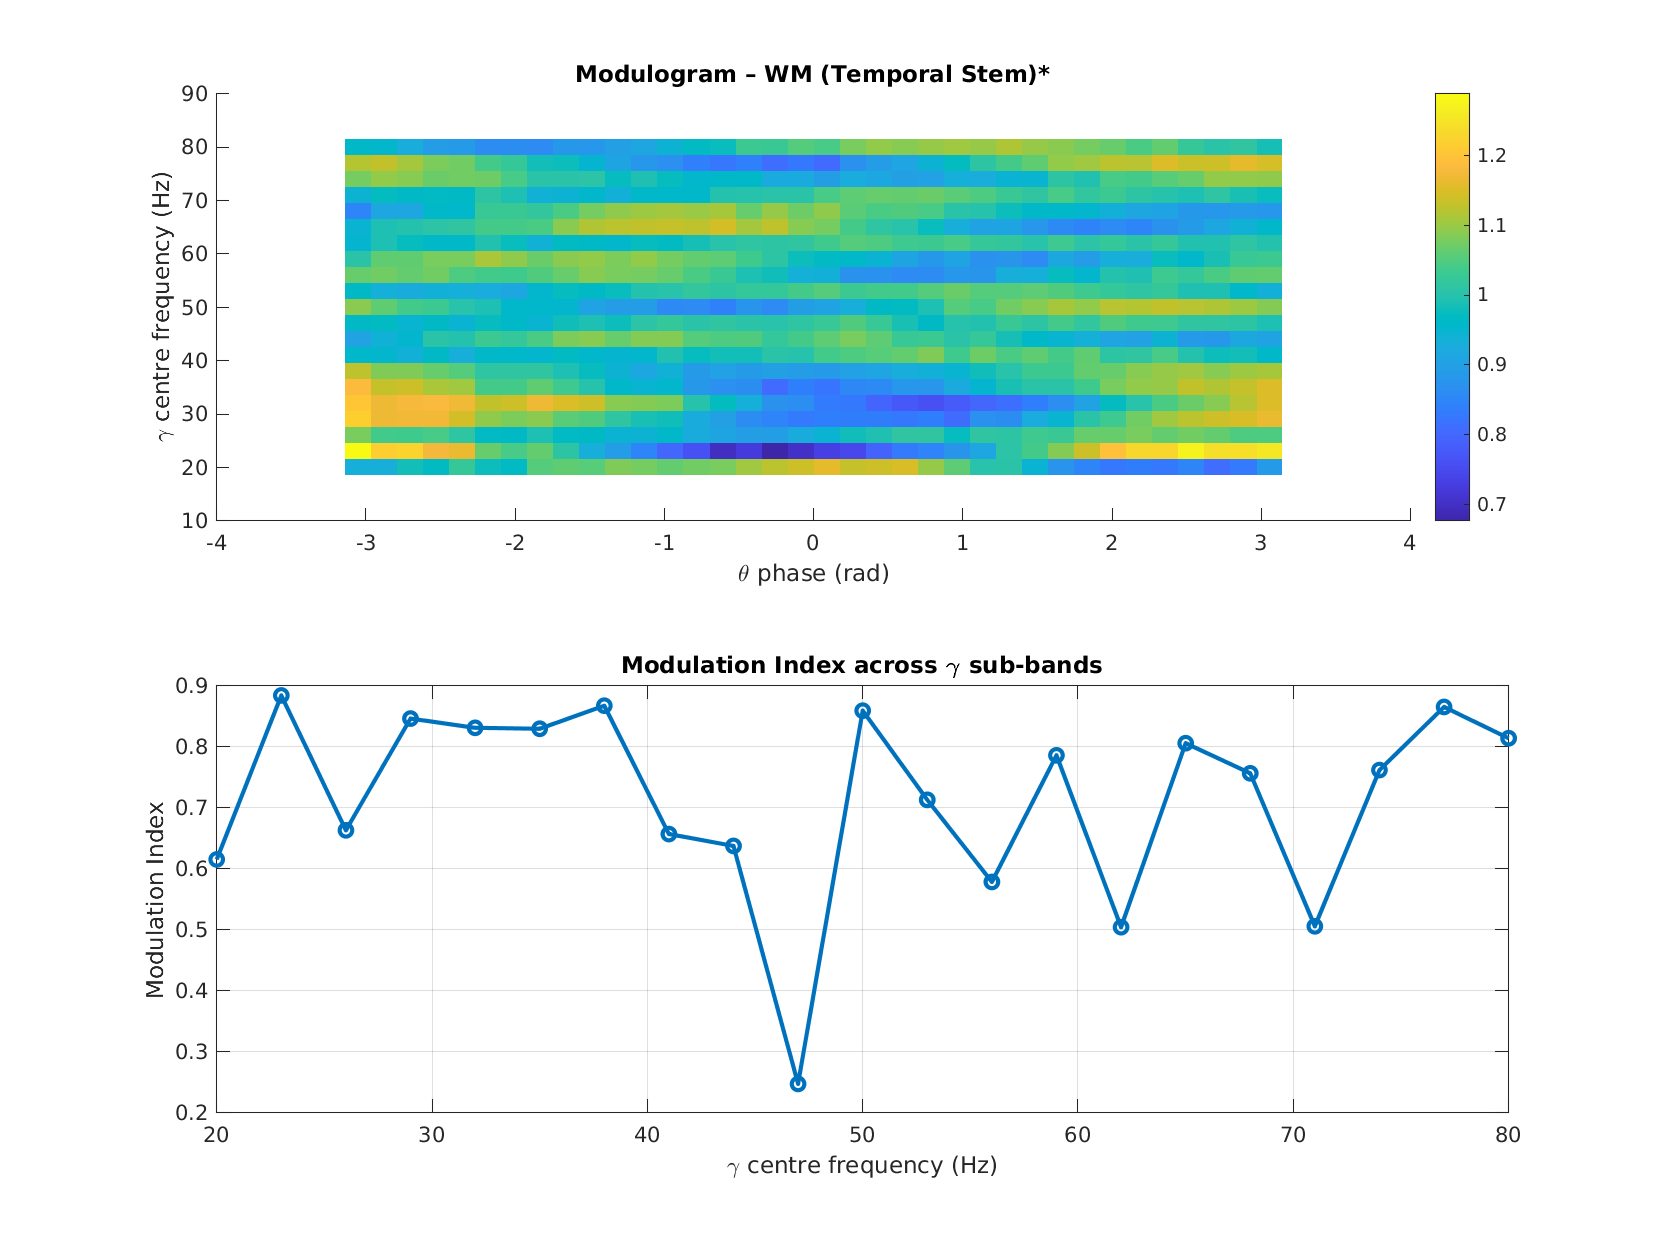 Modulogram – WM (Temporal Stem)*
90
80
70
60
50
40
30
20
10
γ centre frequency (Hz)
-4 -3 -2 -1 0 1 2 3 4
θ phase (rad)
1.2
1.1
1
0.9
0.8
0.7
Modulation Index across γ sub-bands
0.9
0.8
0.7
0.6
0.5
0.4
0.3
0.2
Modulation Index
20 30 40 50 60 70 80
γ centre frequency (Hz)